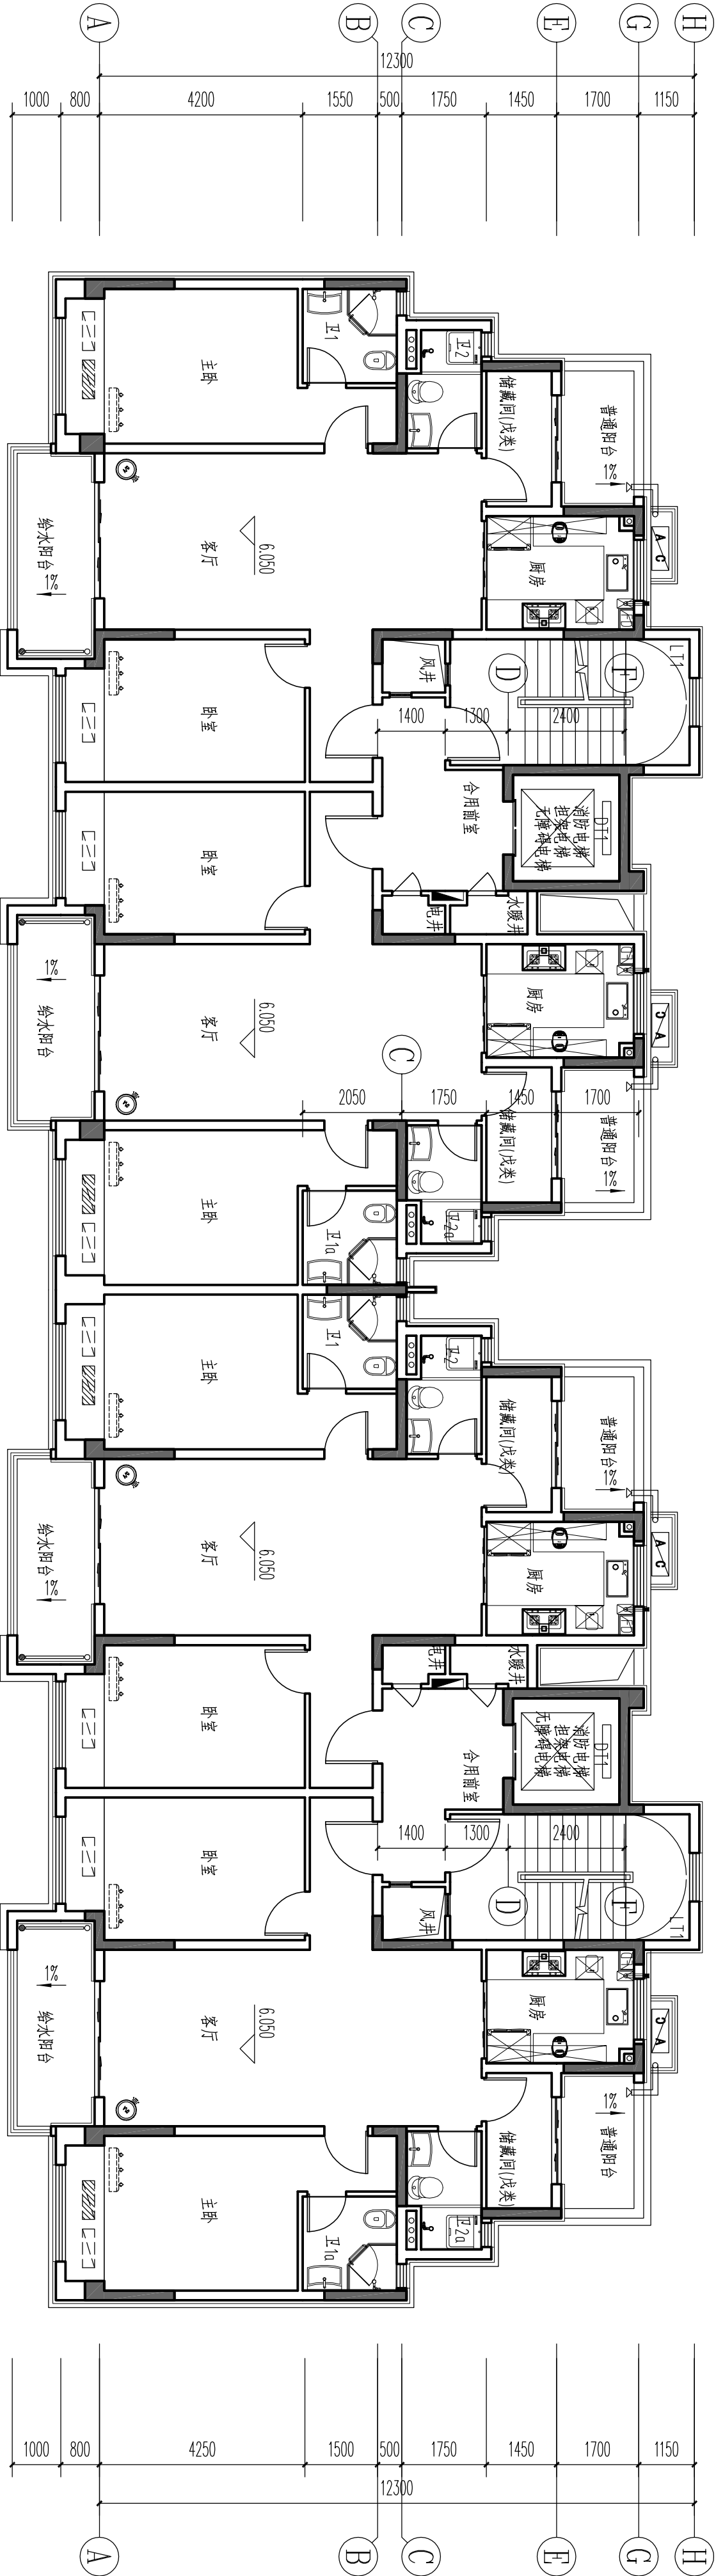 A
B
C
E
G
H
12300
1000
800
4200
1550
500
1750
1450
1700
1150
主卧
卫1
卫2
储藏间(戊类)
普通阳台
1%
A C
给水阳台
1%
客厅
6.050
厨房
LT1
卧室
风井
D
F
1400
1300
2400
合用前室
DT1
消防电梯
担架电梯
无障碍电梯
卧室
电井
水暖井
1%
给水阳台
客厅
6.050
厨房
A C
C
2050
1750
1450
1700
储藏间(戊类)
普通阳台
1%
主卧
卫1a
卫2a
主卧
卫1
卫2
储藏间(戊类)
普通阳台
1%
给水阳台
1%
客厅
6.050
厨房
A C
卧室
电井
水暖井
合用前室
DT1
消防电梯
担架电梯
无障碍电梯
卧室
1400
1300
2400
风井
D
F
LT1
1%
给水阳台
客厅
6.050
厨房
A C
储藏间(戊类)
1%
普通阳台
主卧
卫1a
卫2a
1000
800
4250
1500
500
1750
1450
1700
1150
12300
A
B
C
E
G
H